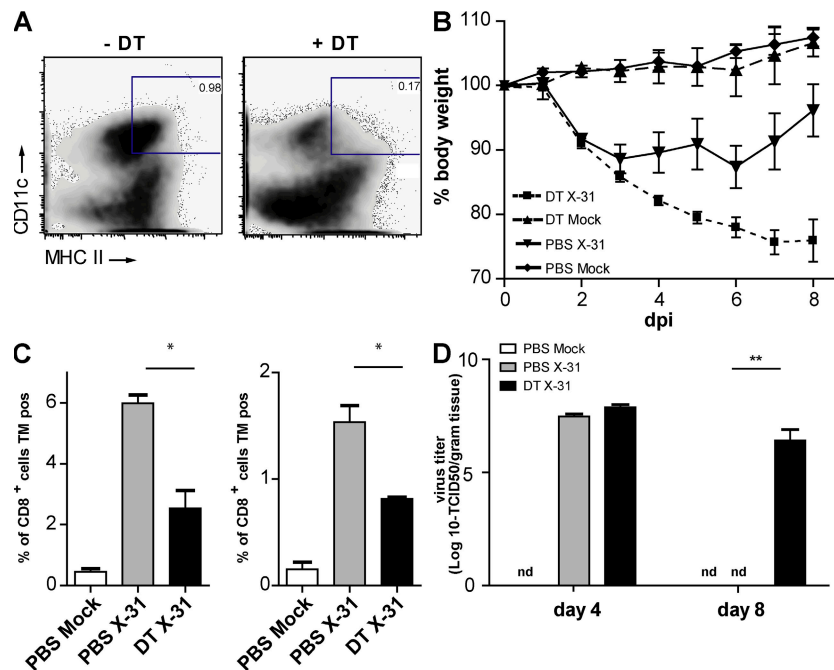 A
- DT
+ DT
0.98
0.17
CD11c
MHC II
B
% body weight
110
100
90
80
70
0
2
4
6
8
dpi
DT X-31
DT Mock
PBS X-31
PBS Mock
C
% of CD8 + cells TM pos
6
4
2
0
*
PBS Mock
PBS X-31
DT X-31
% of CD8 + cells TM pos
2
1
0
*
PBS Mock
PBS X-31
DT X-31
D
PBS Mock
PBS X-31
DT X-31
virus titer
(Log 10-TCID50/gram tissue)
10
5
0
**
nd
nd
nd
day 4
day 8